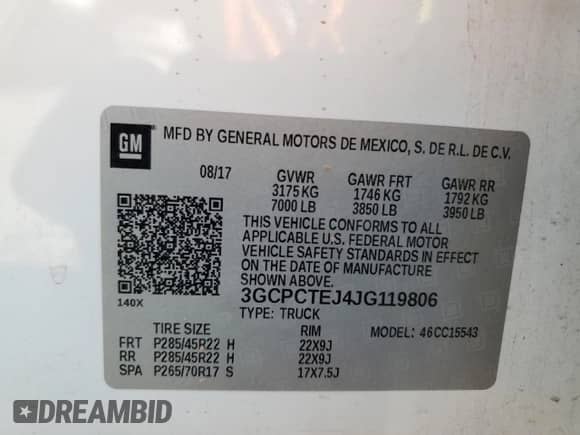 GM
MFD BY GENERAL MOTORS DE MEXICO, S. DE R.L. DE C.V.
08/17 GVWR GAWR FRT GAWR RR
3175 KG 1746 KG 1792 KG
7000 LB 3850 LB 3950 LB
THIS VEHICLE CONFORMS TO ALL
APPLICABLE U.S. FEDERAL MOTOR
VEHICLE SAFETY STANDARDS IN
EFFECT ON THE DATE OF MANUFACTURE
SHOWN ABOVE.
140X 3GCPCTEJ4JG119806
TYPE: TRUCK MODEL: 46CC15543
TIRE SIZE RIM
FRT P285/45R22 H 22X9J
RR P285/45R22 H 22X9J
SPA P265/70R17 S 17X7.5J
DREAMBID